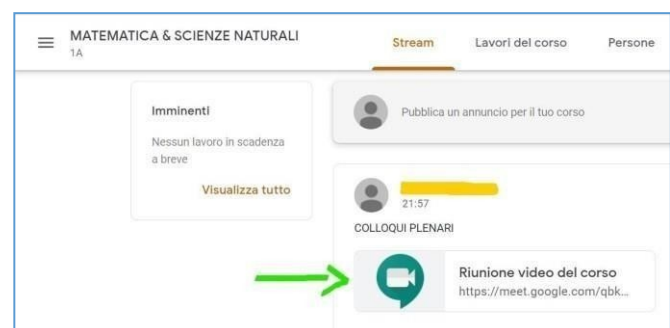 MATEMATICA & SCIENZE NATURALI
1A
Stream
Lavori del corso
Persone
Imminenti
Nessun lavoro in scadenza
a breve
Visualizza tutto
Pubblica un annuncio per il tuo corso
21:57
COLLOQUI PLENARI
Riunione video del corso
https://meet.google.com/qbk...